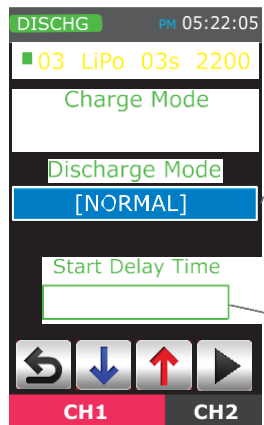 DISCHG PM 05:22:05
03 LiPo 03s 2200
Charge Mode
Discharge Mode
[NORMAL]
Start Delay Time
CH1 CH2